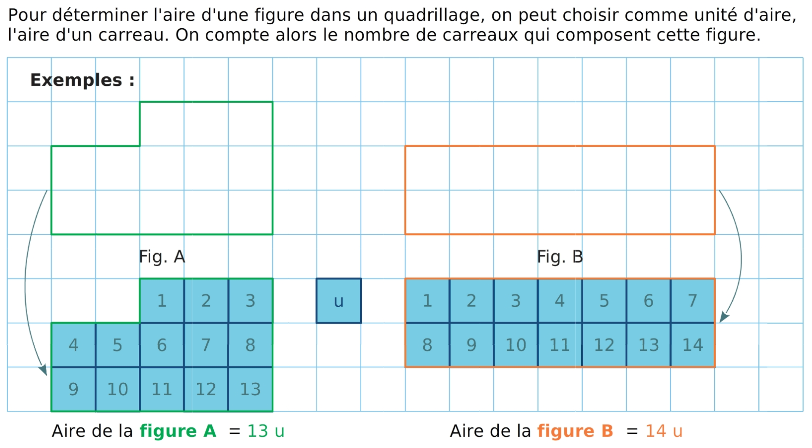 Pour déterminer l'aire d'une figure dans un quadrillage, on peut choisir comme unité d'aire,
l'aire d'un carreau. On compte alors le nombre de carreaux qui composent cette figure.
Exemples :
Fig. A
Fig. B
1 2 3
u
1 2 3 4 5 6 7
4 5 6 7 8
8 9 10 11 12 13 14
9 10 11 12 13
Aire de la figure A = 13 u
Aire de la figure B = 14 u